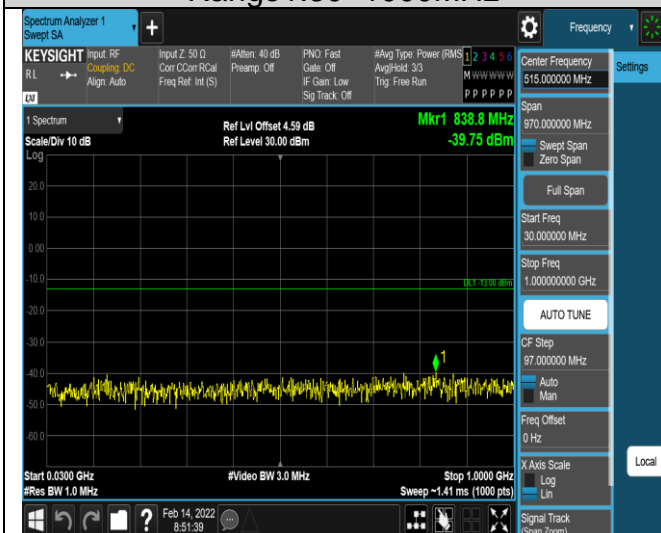 Spectrum Analyzer 1
Swept SA
Frequency
KEYSIGHT
RL
LXI
Input: RF
Coupling: DC
Align: Auto
Input Z: 50 Ω
Corr CCorr RCal
Freq Ref: Int (S)
#Atten: 40 dB
Preamp: Off
PNO: Fast
Gate: Off
IF Gain: Low
Sig Track: Off
#Avg Type: Power (RMS
Avg|Hold: 3/3
Trig: Free Run
1 2 3 4 5 6
M W W W W W
P P P P P P
1 Spectrum
Scale/Div 10 dB
Log
Ref Lvl Offset 4.59 dB
Ref Level 30.00 dBm
Mkr1 838.8 MHz
-39.75 dBm
20.0
10.0
0.00
-10.0
-20.0
-30.0
-40.0
-50.0
-60.0
DL1 -13.00 dBm
1
Start 0.0300 GHz
#Res BW 1.0 MHz
#Video BW 3.0 MHz
Stop 1.0000 GHz
Sweep ~1.41 ms (1000 pts)
Feb 14, 2022
8:51:39
Center Frequency
515.000000 MHz
Span
970.000000 MHz
Swept Span
Zero Span
Full Span
Start Freq
30.000000 MHz
Stop Freq
1.000000000 GHz
AUTO TUNE
CF Step
97.000000 MHz
Auto
Man
Freq Offset
0 Hz
X Axis Scale
Log
Lin
Signal Track
(Span Zoom)
Settings
Local